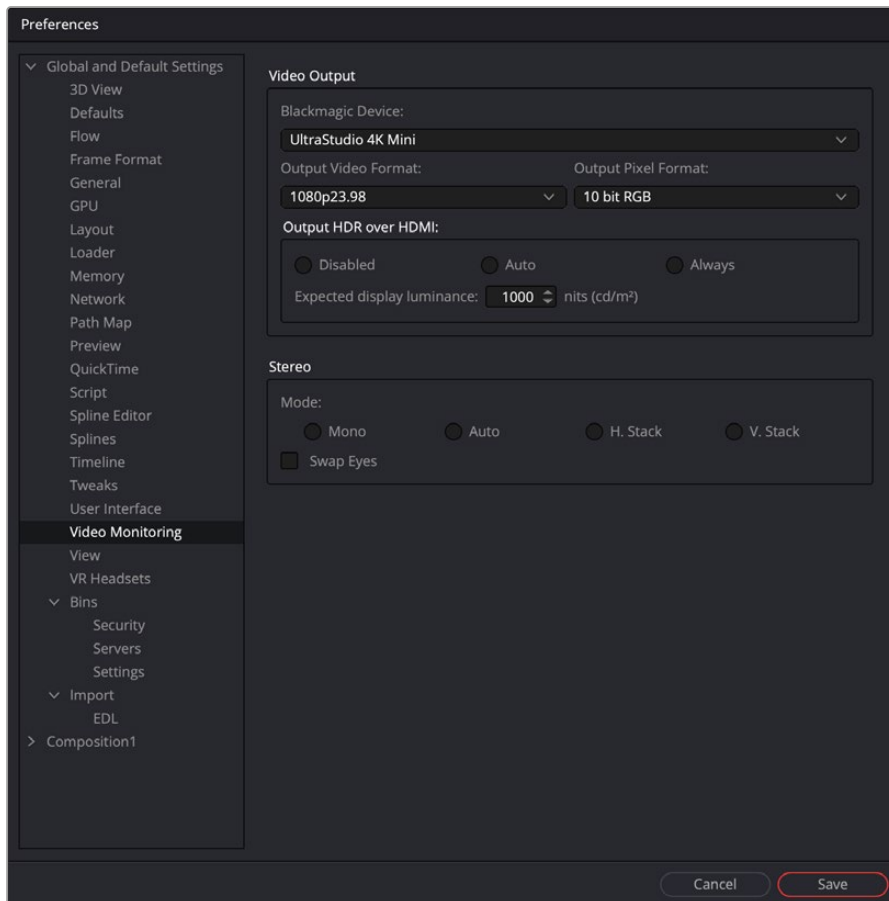 Preferences
Global and Default Settings
3D View
Defaults
Flow
Frame Format
General
GPU
Layout
Loader
Memory
Network
Path Map
Preview
QuickTime
Script
Spline Editor
Splines
Timeline
Tweaks
User Interface
Video Monitoring
View
VR Headsets
Bins
Security
Servers
Settings
Import
EDL
Composition1
Video Output
Blackmagic Device:
UltraStudio 4K Mini
Output Video Format: Output Pixel Format:
1080p23.98 10 bit RGB
Output HDR over HDMI:
Disabled Auto Always
Expected display luminance: 1000 nits (cd/m²)
Stereo
Mode:
Mono Auto H. Stack V. Stack
Swap Eyes
Cancel Save